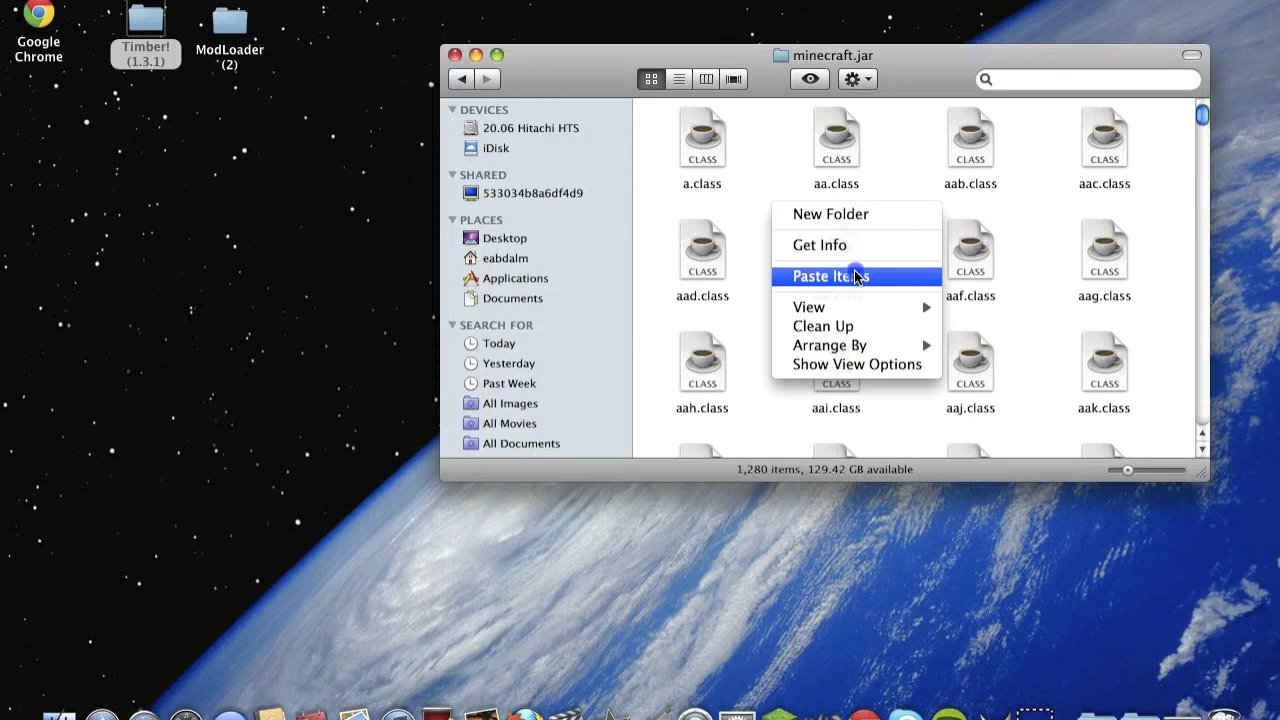 Google
Chrome
Timber!
(1.3.1)
ModLoader
(2)
minecraft.jar
DEVICES
20.06 Hitachi HTS
iDisk
SHARED
533034b8a6df4d9
PLACES
Desktop
eabdalm
Applications
Documents
SEARCH FOR
Today
Yesterday
Past Week
All Images
All Movies
All Documents
CLASS CLASS CLASS CLASS
a.class aa.class aab.class aac.class
CLASS CLASS CLASS
aad.class aaf.class aag.class
CLASS CLASS CLASS CLASS
aah.class aai.class aaj.class aak.class
New Folder
Get Info
Paste Items
View
Clean Up
Arrange By
Show View Options
1,280 items, 129.42 GB available